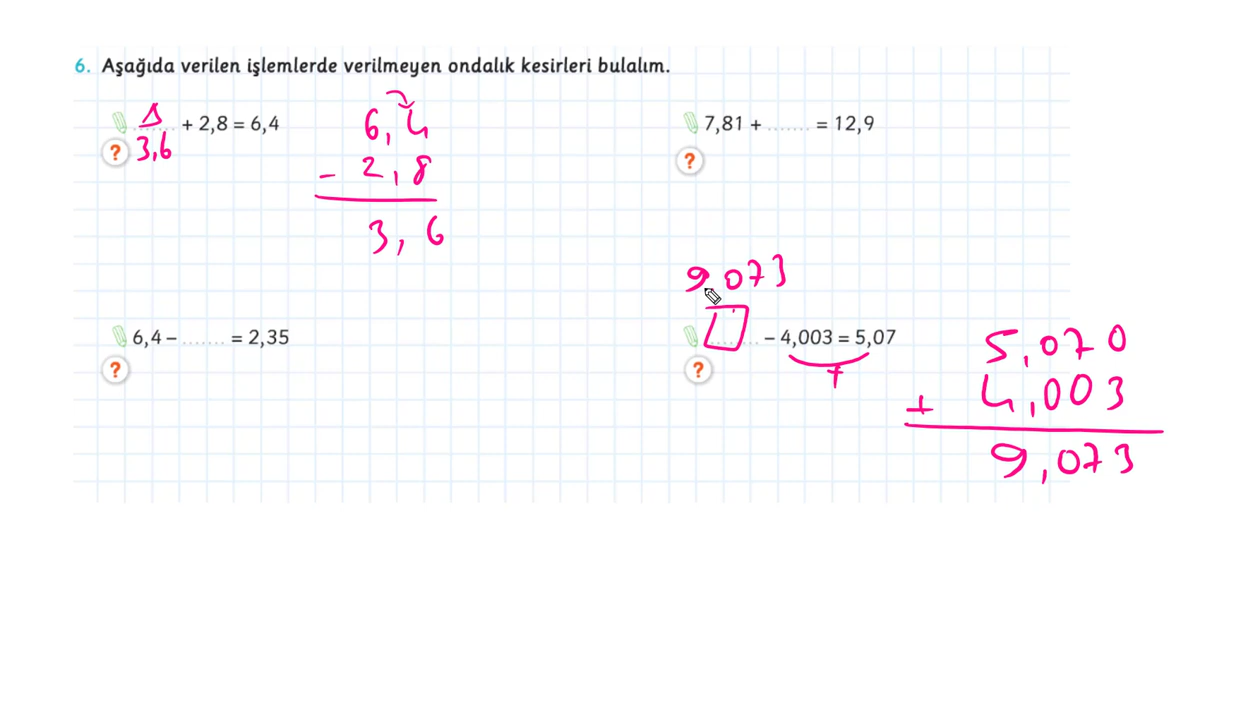 6. Aşağıda verilen işlemlerde verilmeyen ondalık kesirleri bulalım.
Δ
........ + 2,8 = 6,4
? 3,6
6,4
- 2,8
3,6
7,81 + ....... = 12,9
?
6,4 – ....... = 2,35
?
9,073
........ – 4,003 = 5,07
+
?
5,070
+ 4,003
9,073